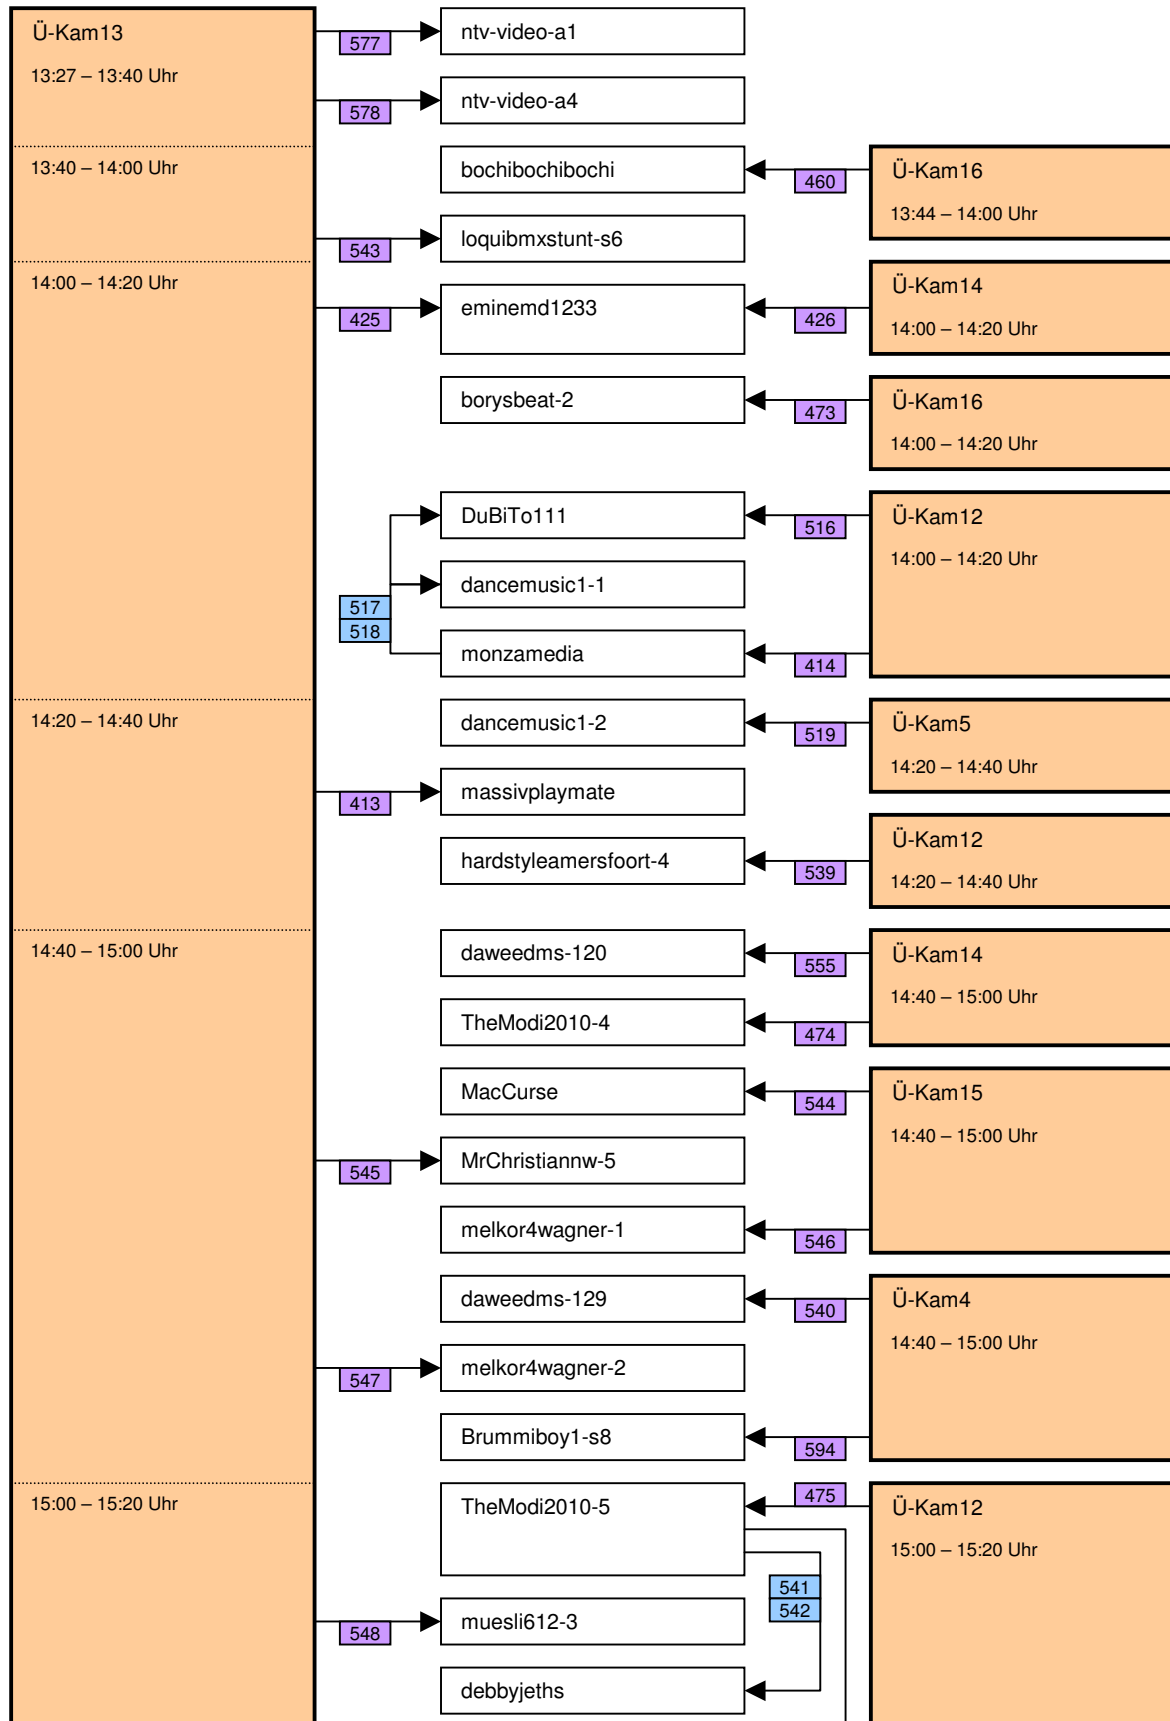 Ü-Kam13
13:27 – 13:40 Uhr
577
ntv-video-a1
578
ntv-video-a4
13:40 – 14:00 Uhr
bochibochibochi
460
Ü-Kam16
13:44 – 14:00 Uhr
543
loquibmxstunt-s6
14:00 – 14:20 Uhr
425
eminemd1233
426
Ü-Kam14
14:00 – 14:20 Uhr
borysbeat-2
473
Ü-Kam16
14:00 – 14:20 Uhr
DuBiTo111
516
Ü-Kam12
14:00 – 14:20 Uhr
dancemusic1-1
517
518
monzamedia
414
14:20 – 14:40 Uhr
dancemusic1-2
519
Ü-Kam5
14:20 – 14:40 Uhr
413
massivplaymate
hardstyleamersfoort-4
539
Ü-Kam12
14:20 – 14:40 Uhr
14:40 – 15:00 Uhr
daweedms-120
555
Ü-Kam14
14:40 – 15:00 Uhr
TheModi2010-4
474
MacCurse
544
Ü-Kam15
14:40 – 15:00 Uhr
545
MrChristiannw-5
melkor4wagner-1
546
daweedms-129
540
Ü-Kam4
14:40 – 15:00 Uhr
547
melkor4wagner-2
Brummiboy1-s8
594
15:00 – 15:20 Uhr
TheModi2010-5
475
Ü-Kam12
15:00 – 15:20 Uhr
541
542
548
muesli612-3
debbyjeths